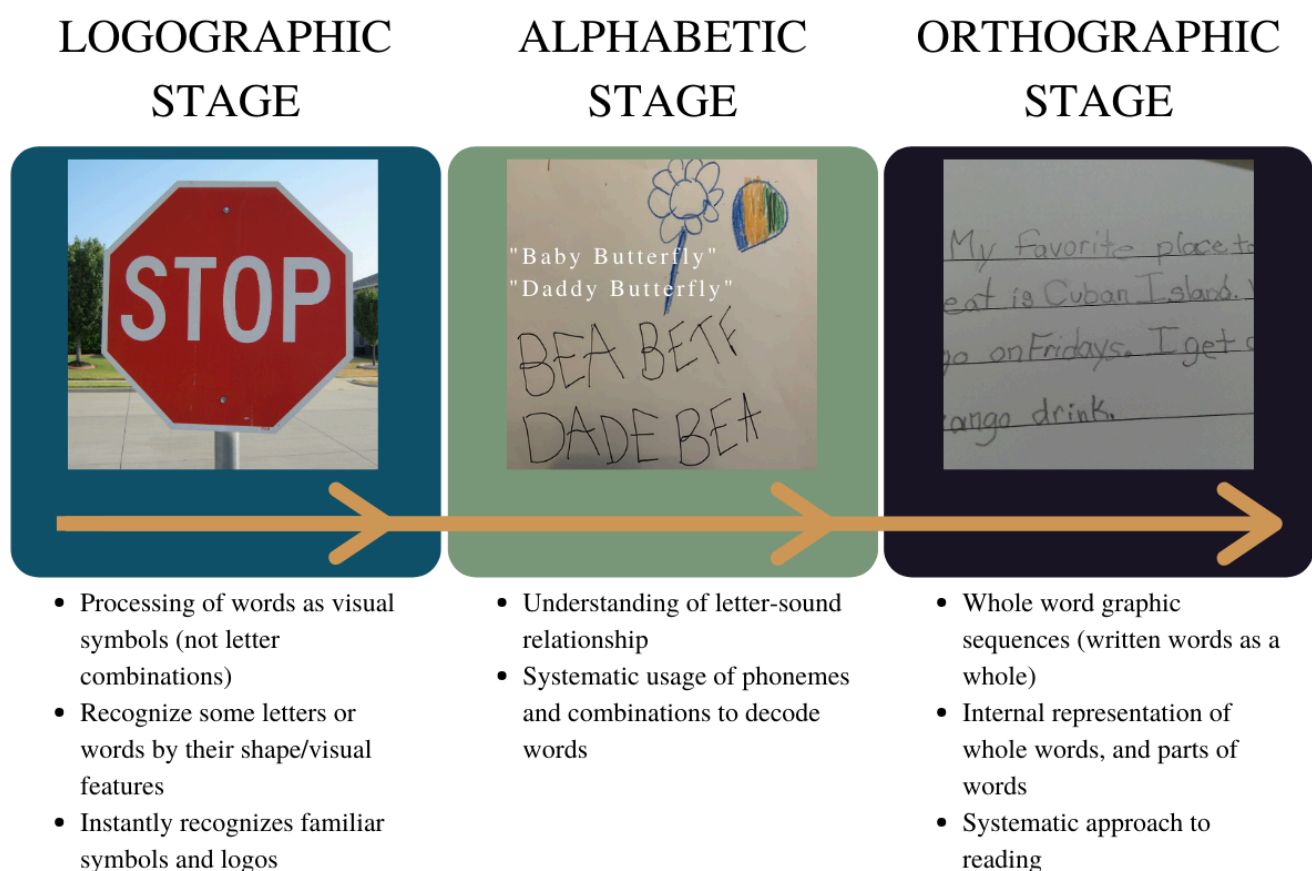 LOGOGRAPHIC
STAGE
ALPHABETIC
STAGE
ORTHOGRAPHIC
STAGE
STOP
"Baby Butterfly"
"Daddy Butterfly"
BEA BETF
DADE BEA
My Favorite place to
eat is Cuban Island.
go on Fridays. I get
drink.
• Processing of words as visual
symbols (not letter
combinations)
• Recognize some letters or
words by their shape/visual
features
• Instantly recognizes familiar
symbols and logos
• Understanding of letter-sound
relationship
• Systematic usage of phonemes
and combinations to decode
words
• Whole word graphic
sequences (written words as a
whole)
• Internal representation of
whole words, and parts of
words
• Systematic approach to
reading